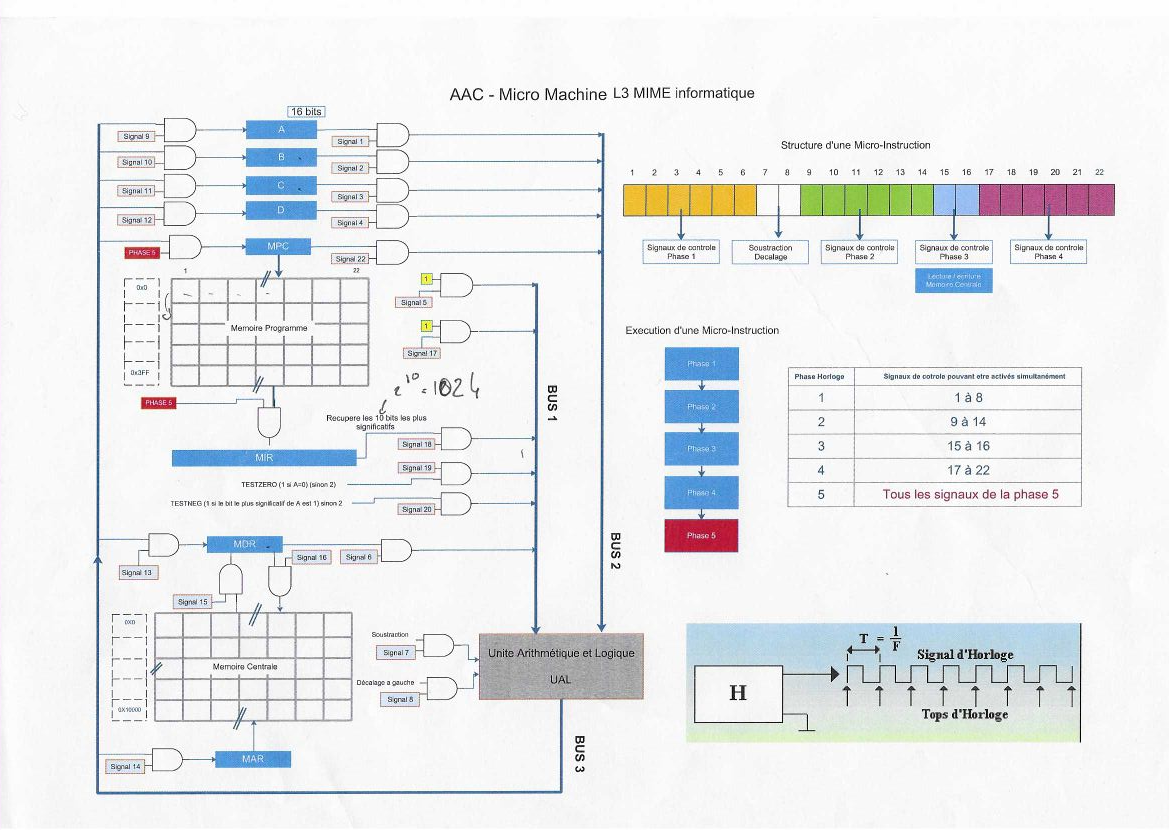 AAC - Micro Machine L3 MIME informatique
16 bits
Signal 9
A
Signal 1
Signal 10
B
Signal 2
Signal 11
C
Signal 3
Signal 12
D
Signal 4
PHASE 5
MPC
Signal 22
1
22
0x0
0x3FF
Memoire Programme
1
Signal 5
1
Signal 17
2^10 = 1024
PHASE 5
Recupere les 10 bits les plus
significatifs
MIR
Signal 18
Signal 19
TESTZERO (1 si A=0) (sinon 2)
TESTNEG (1 si le bit le plus significatif de A est 1) sinon 2
Signal 20
BUS 1
BUS 2
MDR
Signal 13
Signal 16
Signal 6
Signal 15
0X0
0X10000
Memoire Centrale
Soustraction
Signal 7
Décalage a gauche
Signal 8
Unite Arithmétique et Logique
UAL
BUS 3
Signal 14
MAR
Structure d'une Micro-Instruction
1 2 3 4 5 6 7 8 9 10 11 12 13 14 15 16 17 18 19 20 21 22
Signaux de controle
Phase 1
Soustraction
Decalage
Signaux de controle
Phase 2
Signaux de controle
Phase 3
Signaux de controle
Phase 4
Lecture / ecriture
Memoire Centrale
Execution d'une Micro-Instruction
Phase 1
Phase 2
Phase 3
Phase 4
Phase 5
Phase Horloge Signaux de cotrole pouvant etre activés simultanément
1 1 à 8
2 9 à 14
3 15 à 16
4 17 à 22
5 Tous les signaux de la phase 5
H
T = 1/F
Signal d'Horloge
Tops d'Horloge